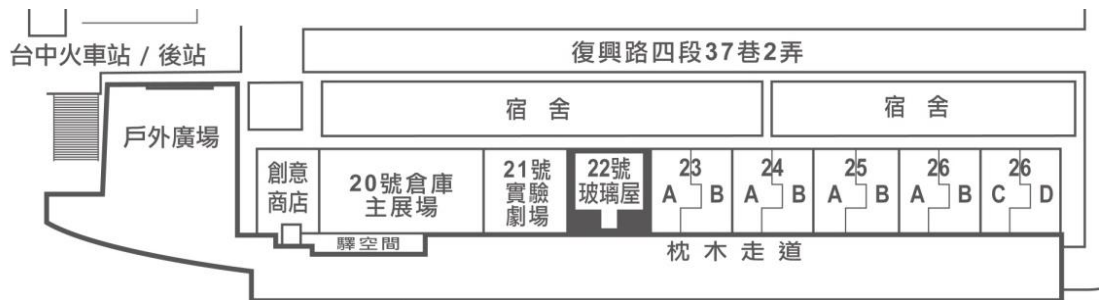 台中火車站 / 後站
復興路四段37巷2弄
戶外廣場
宿 舍
宿 舍
創意
商店
20號倉庫
主展場
21號
實驗
劇場
22號
玻璃屋
23
A B
24
A B
25
A B
26
A B
26
C D
驛空間
枕 木 走 道